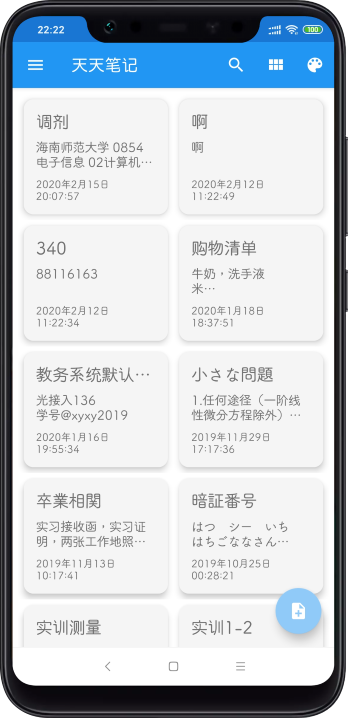 22:22
100
天天笔记
调剂
海南师范大学 0854
电子信息 02计算机…
2020年2月15日
20:07:57
啊
啊
2020年2月12日
11:22:49
340
88116163
2020年2月12日
11:22:34
购物清单
牛奶，洗手液
米…
2020年1月18日
18:37:51
教务系统默认…
光接入136
学号@xyxy2019
2020年1月16日
19:55:34
小さな問題
1.任何途径（一阶线
性微分方程除外）…
2019年11月29日
17:17:36
卒業相関
实习接收函，实习证
明，两张工作地照…
2019年11月13日
10:17:41
暗証番号
はつ　シー　いち
はちごななさん…
2019年10月25日
00:28:21
实训测量
实训1-2